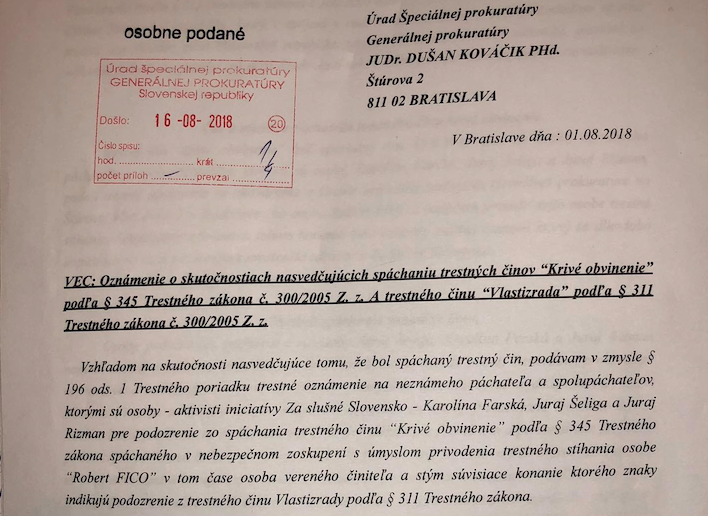 osobne podané
Úrad špeciálnej prokuratúry
GENERÁLNEJ PROKURATÚRY
Slovenskej republiky
Došlo: 16 -08- 2018 20
Číslo spisu:
hod. krát 1/
počet príloh — prevzal
Úrad Špeciálnej prokuratúry
Generálnej prokuratúry
JUDr. DUŠAN KOVÁČIK PHd.
Štúrova 2
811 02 BRATISLAVA
V Bratislave dňa : 01.08.2018
VEC: Oznámenie o skutočnostiach nasvedčujúcich spáchaniu trestných činov “Krivé obvinenie”
podľa § 345 Trestného zákona č. 300/2005 Z. z. A trestného činu “Vlastizrada” podľa § 311
Trestného zákona č. 300/2005 Z. z.
Vzhľadom na skutočnosti nasvedčujúce tomu, že bol spáchaný trestný čin, podávam v zmysle §
196 ods. 1 Trestného poriadku trestné oznámenie na neznámeho páchateľa a spolupáchateľov,
ktorými sú osoby - aktivisti iniciatívy Za slušné Slovensko - Karolína Farská, Juraj Šeliga a Juraj
Rizman pre podozrenie zo spáchania trestného činu “Krivé obvinenie” podľa § 345 Trestného
zákona spáchaného v nebezpečnom zoskupení s úmyslom privodenia trestného stíhania osobe
“Robert FICO” v tom čase osoba vereného činiteľa a stým súvisiace konanie ktorého znaky
indikujú podozrenie z trestného činu Vlastizrady podľa § 311 Trestného zákona.